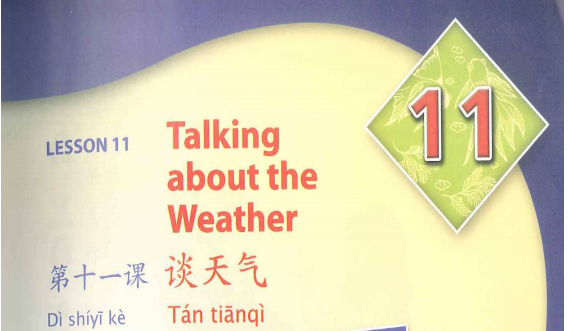 11
LESSON 11
Talking
about the
Weather
第十一课 谈天气
Dì shíyī kè Tán tiānqì